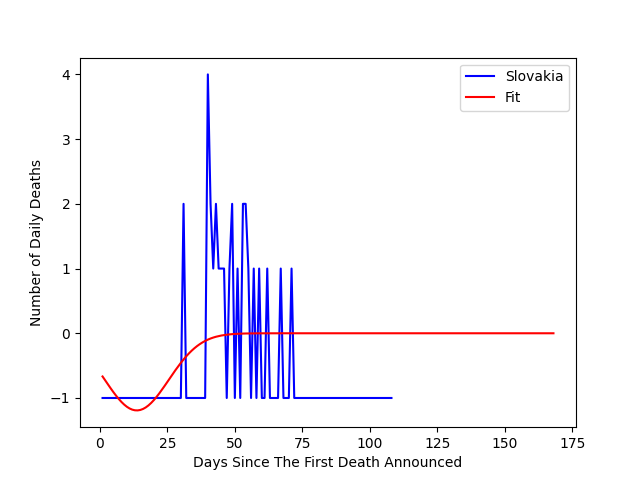 Slovakia
Fit
4
3
2
1
0
−1
Number of Daily Deaths
0 25 50 75 100 125 150 175
Days Since The First Death Announced